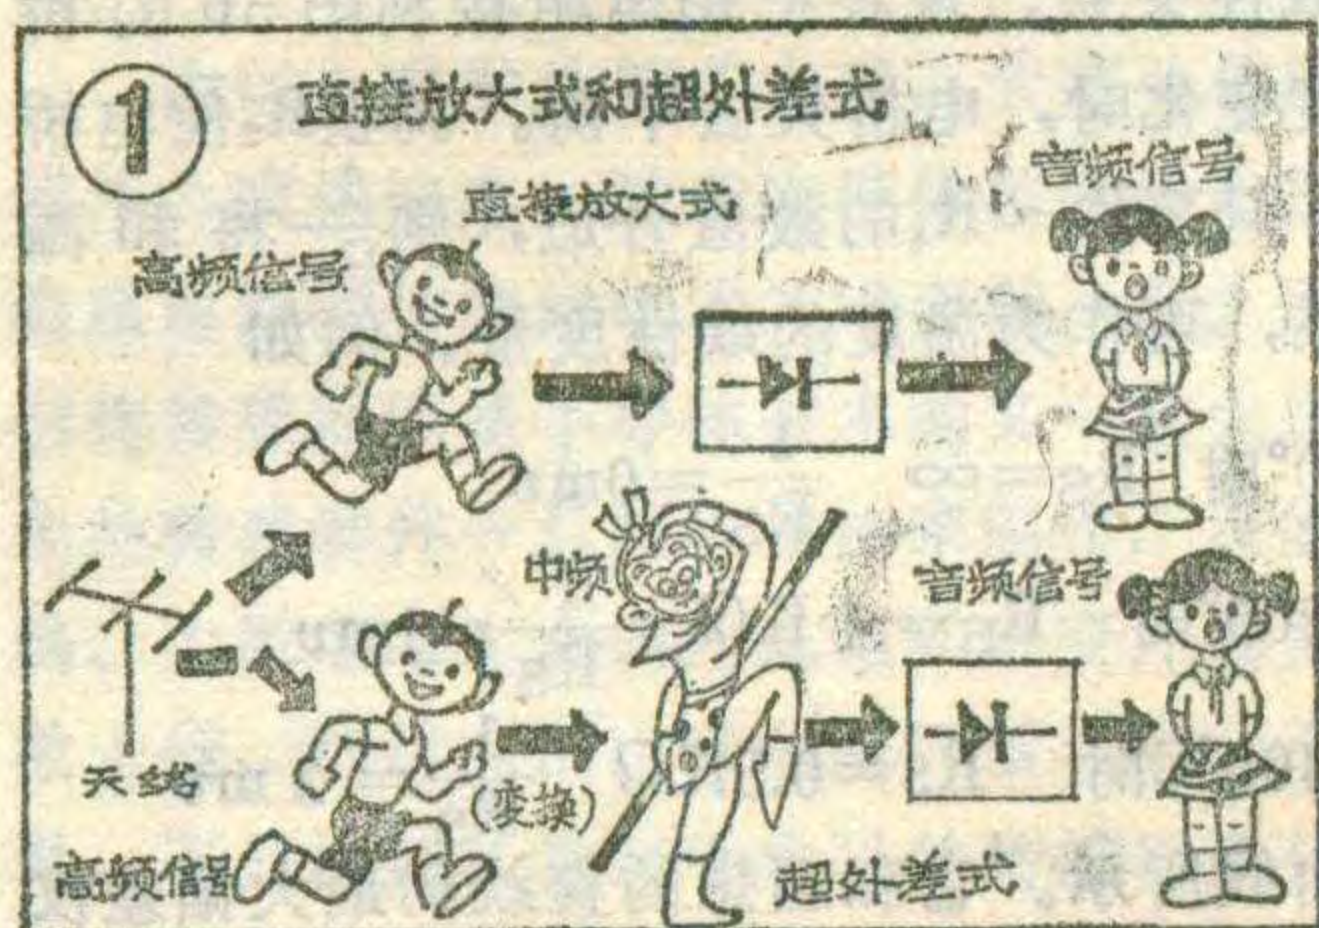 ①
直接放大式和超外差式
直接放大式
音频信号
高频信号
中频
音频信号
天线
(变换)
高频信号
超外差式